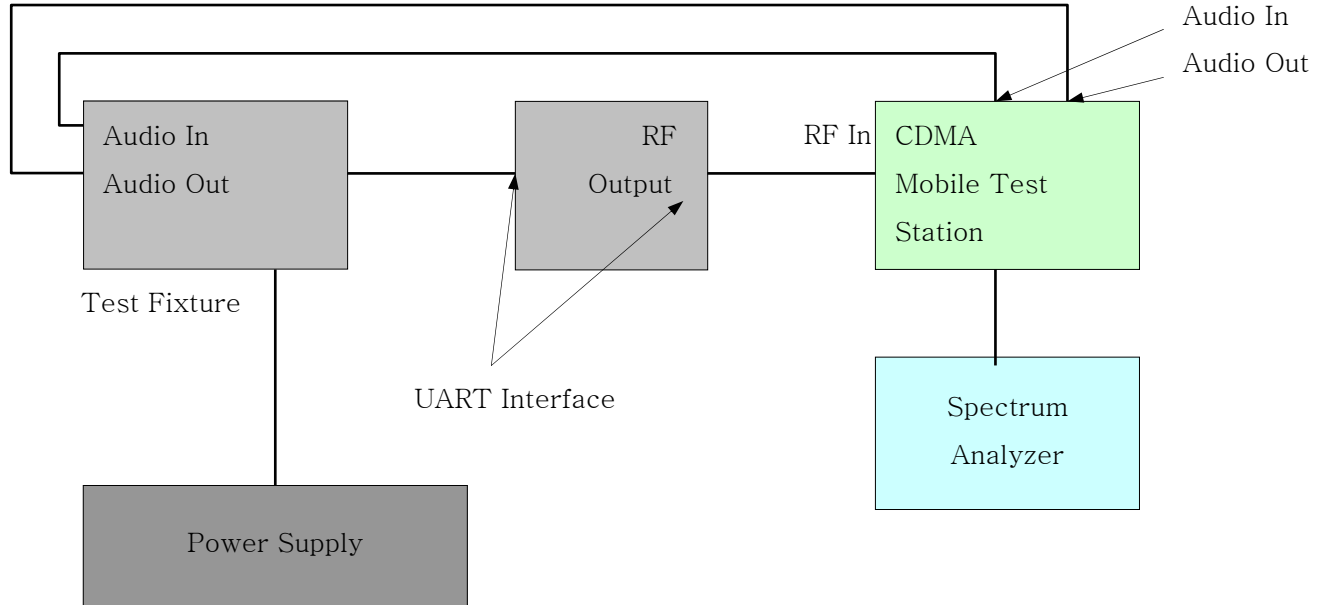 Audio In
Audio Out
Audio In
Audio Out
RF
Output
RF In
CDMA
Mobile Test
Station
Test Fixture
UART Interface
Spectrum
Analyzer
Power Supply